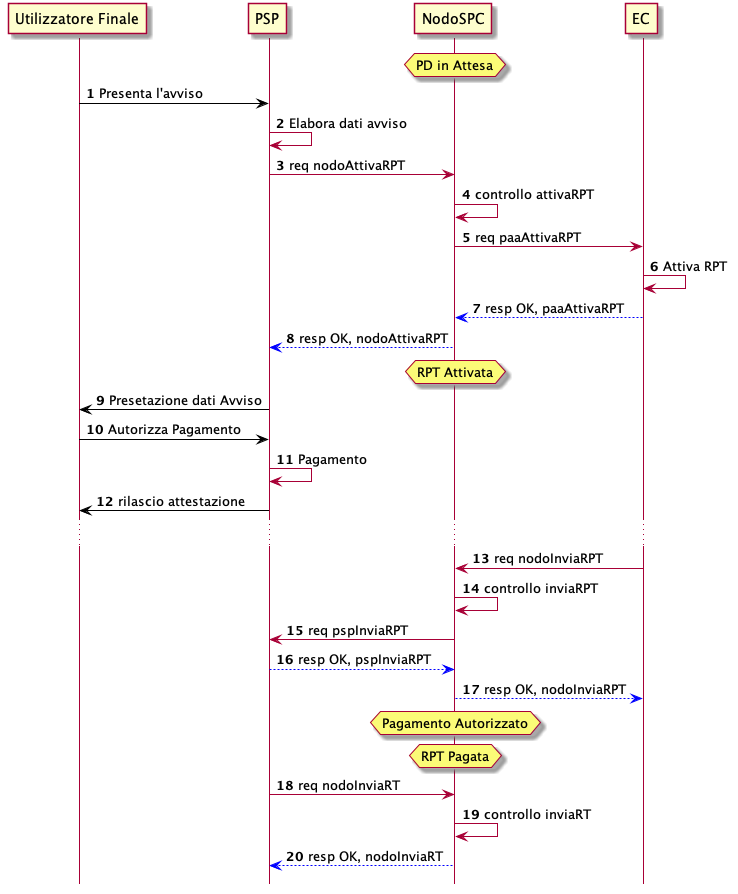 Utilizzatore Finale
PSP
NodoSPC
EC
PD in Attesa
1 Presenta l'avviso
2 Elabora dati avviso
3 req nodoAttivaRPT
4 controllo attivaRPT
5 req paaAttivaRPT
6 Attiva RPT
7 resp OK, paaAttivaRPT
8 resp OK, nodoAttivaRPT
RPT Attivata
9 Presetazione dati Avviso
10 Autorizza Pagamento
11 Pagamento
12 rilascio attestazione
13 req nodoInviaRPT
14 controllo inviaRPT
15 req pspInviaRPT
16 resp OK, pspInviaRPT
17 resp OK, nodoInviaRPT
Pagamento Autorizzato
RPT Pagata
18 req nodoInviaRT
19 controllo inviaRT
20 resp OK, nodoInviaRT